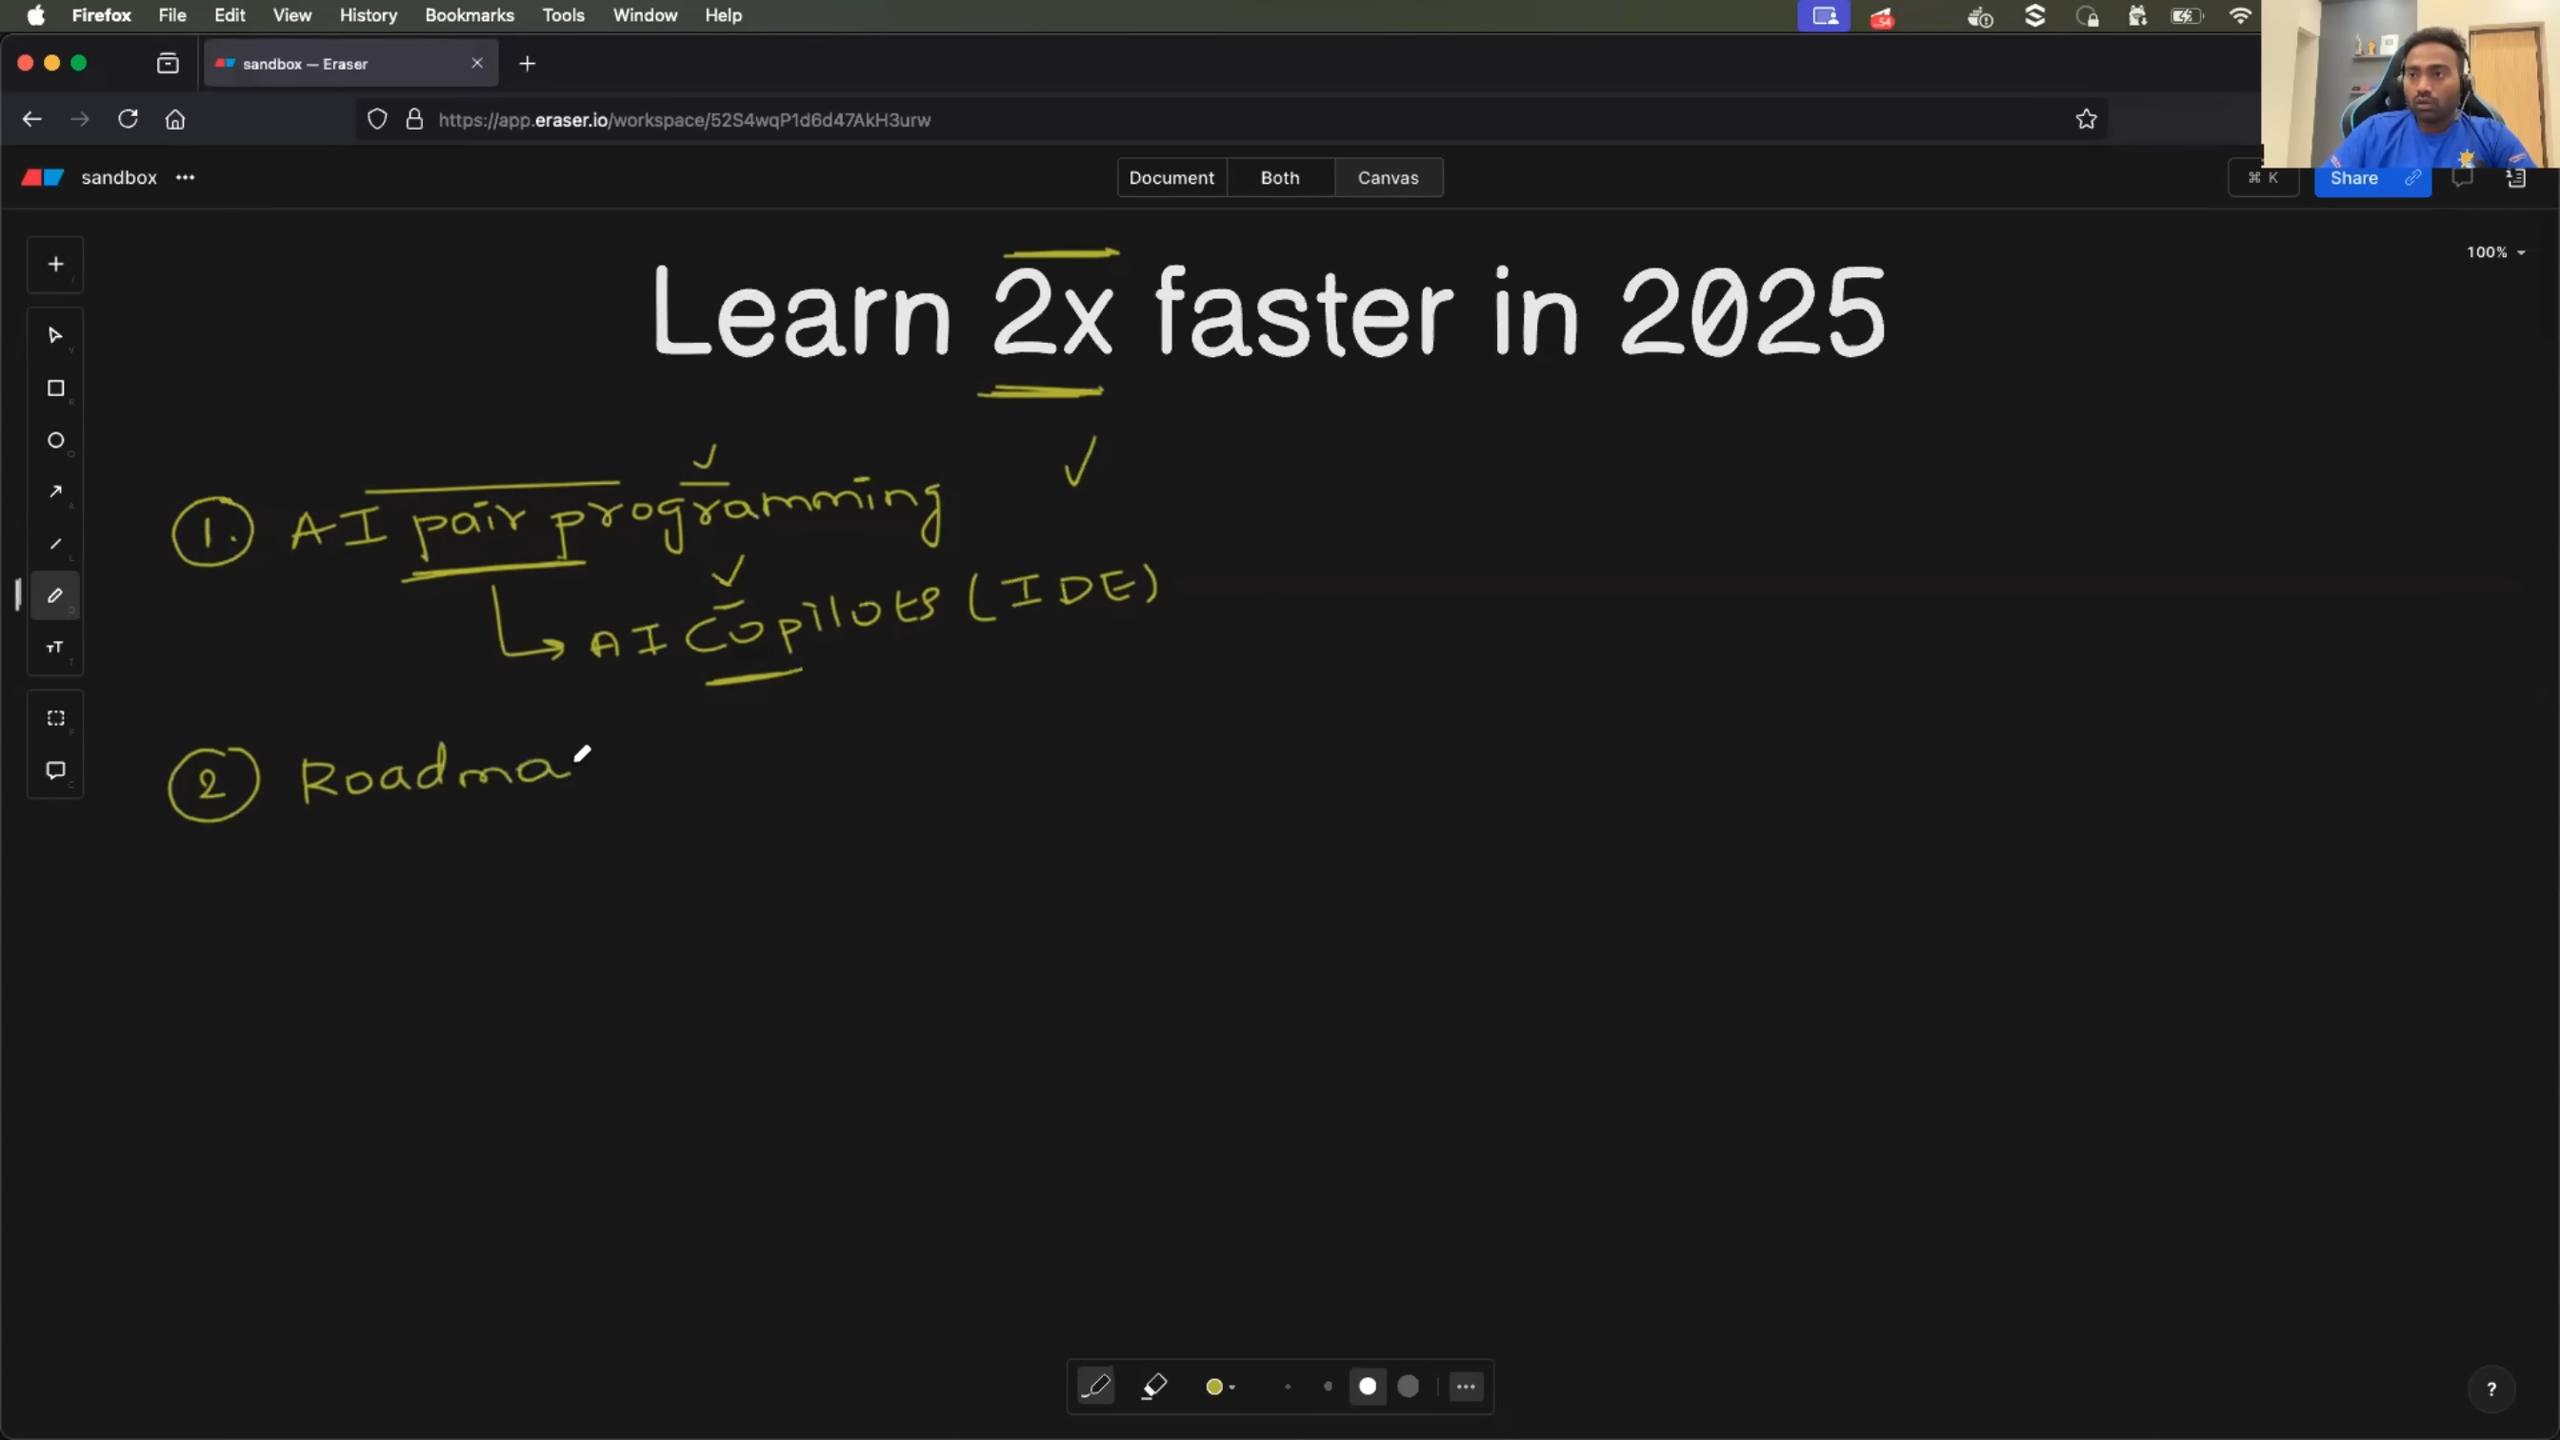 Firefox File Edit View History Bookmarks Tools Window Help
54
sandbox — Eraser
https://app.eraser.io/workspace/52S4wqP1d6d47AkH3urw
sandbox ••• Document Both Canvas ⌘ K Share
100%
Learn 2x faster in 2025
1. AI pair programming
AI Copilots (IDE)
2 Roadma
?